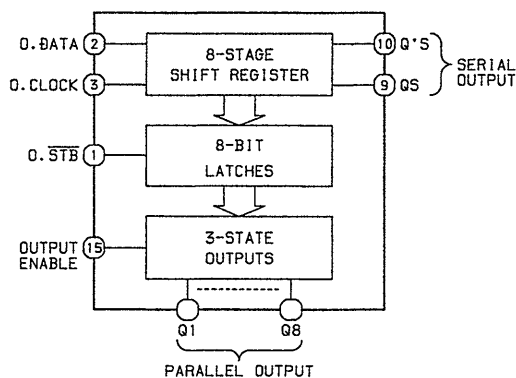 O.DATA 2
8-STAGE
SHIFT REGISTER
10 Q'S
O.CLOCK 3
9 QS
SERIAL
OUTPUT
O.STB 1
8-BIT
LATCHES
OUTPUT
ENABLE
15
3-STATE
OUTPUTS
Q1 Q8
PARALLEL OUTPUT